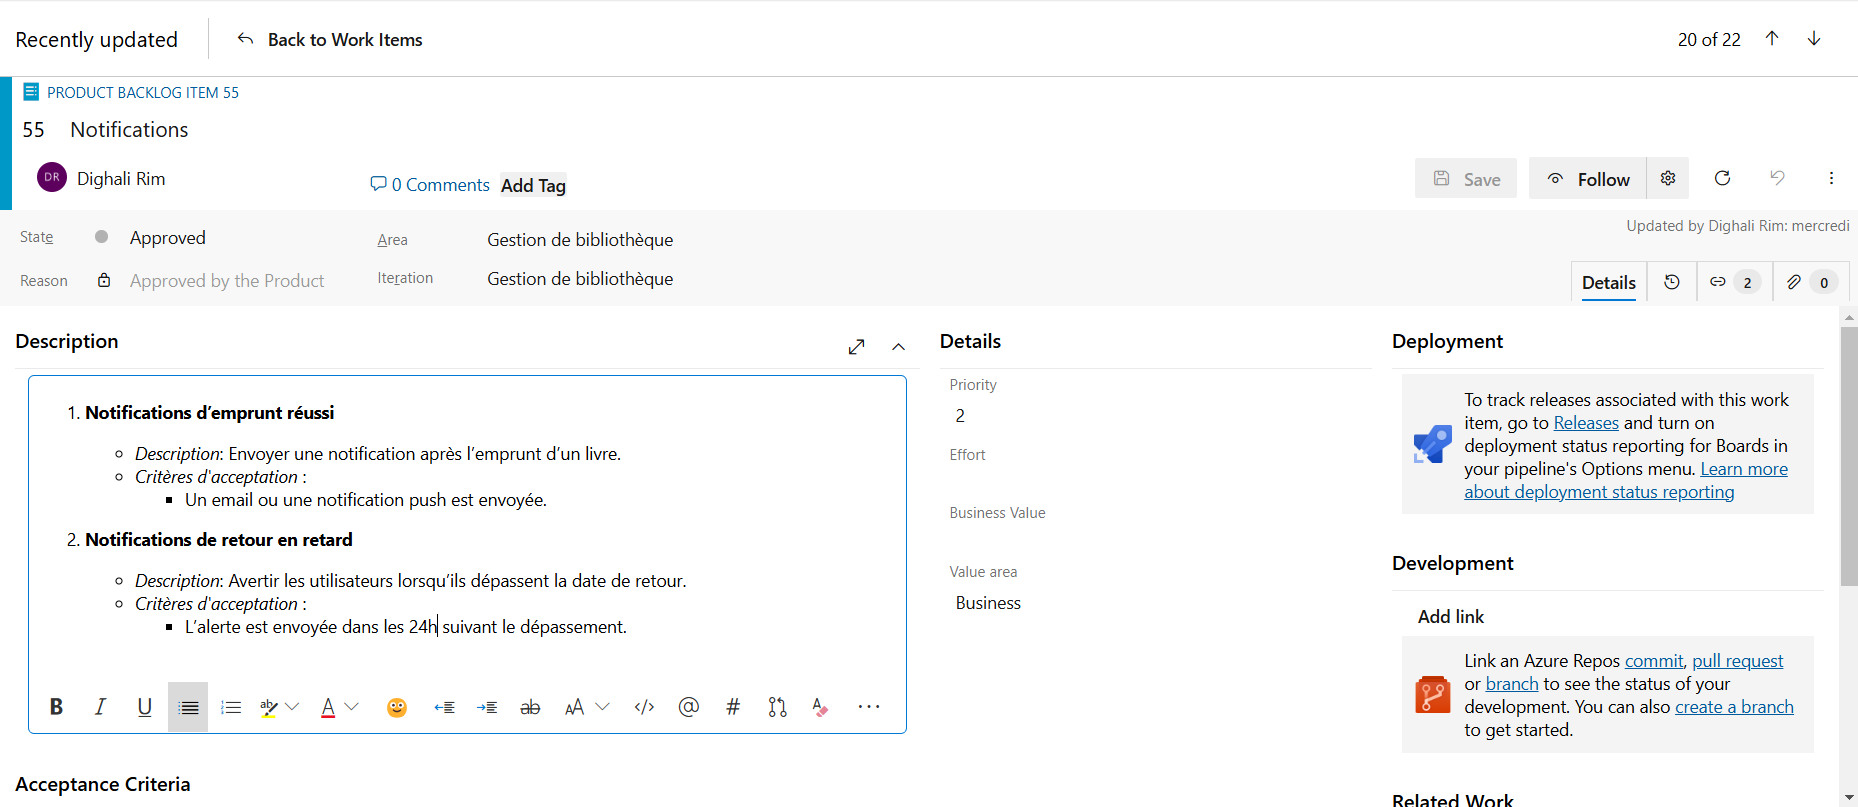 Recently updated
Back to Work Items
20 of 22
PRODUCT BACKLOG ITEM 55
55 Notifications
DR Dighali Rim
0 Comments Add Tag
Save Follow
State Approved
Area Gestion de bibliothèque
Updated by Dighali Rim: mercredi
Reason Approved by the Product
Iteration Gestion de bibliothèque
Details 2 0
Description
1. Notifications d’emprunt réussi
Description: Envoyer une notification après l’emprunt d’un livre.
Critères d'acceptation :
Un email ou une notification push est envoyée.
2. Notifications de retour en retard
Description: Avertir les utilisateurs lorsqu’ils dépassent la date de retour.
Critères d'acceptation :
L’alerte est envoyée dans les 24h suivant le dépassement.
B I U ab A ab AA </> @ # A ...
Acceptance Criteria
Details
Priority
2
Effort
Business Value
Value area
Business
Deployment
To track releases associated with this work
item, go to Releases and turn on
deployment status reporting for Boards in
your pipeline's Options menu. Learn more
about deployment status reporting
Development
Add link
Link an Azure Repos commit, pull request
or branch to see the status of your
development. You can also create a branch
to get started.
Related Work